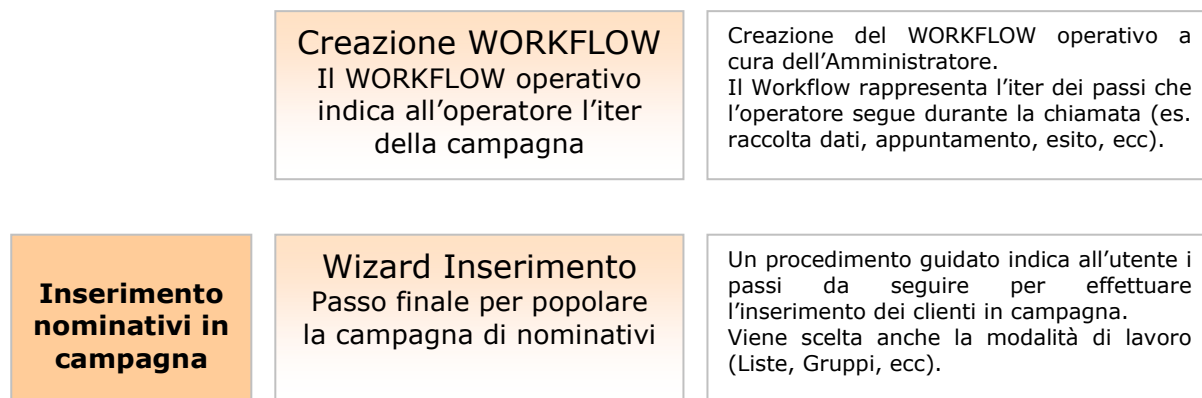 Creazione WORKFLOW
Il WORKFLOW operativo
indica all’operatore l’iter
della campagna
Creazione del WORKFLOW operativo a
cura dell’Amministratore.
Il Workflow rappresenta l’iter dei passi che
l’operatore segue durante la chiamata (es.
raccolta dati, appuntamento, esito, ecc).
Inserimento
nominativi in
campagna
Wizard Inserimento
Passo finale per popolare
la campagna di nominativi
Un procedimento guidato indica all’utente i
passi da seguire per effettuare
l’inserimento dei clienti in campagna.
Viene scelta anche la modalità di lavoro
(Liste, Gruppi, ecc).